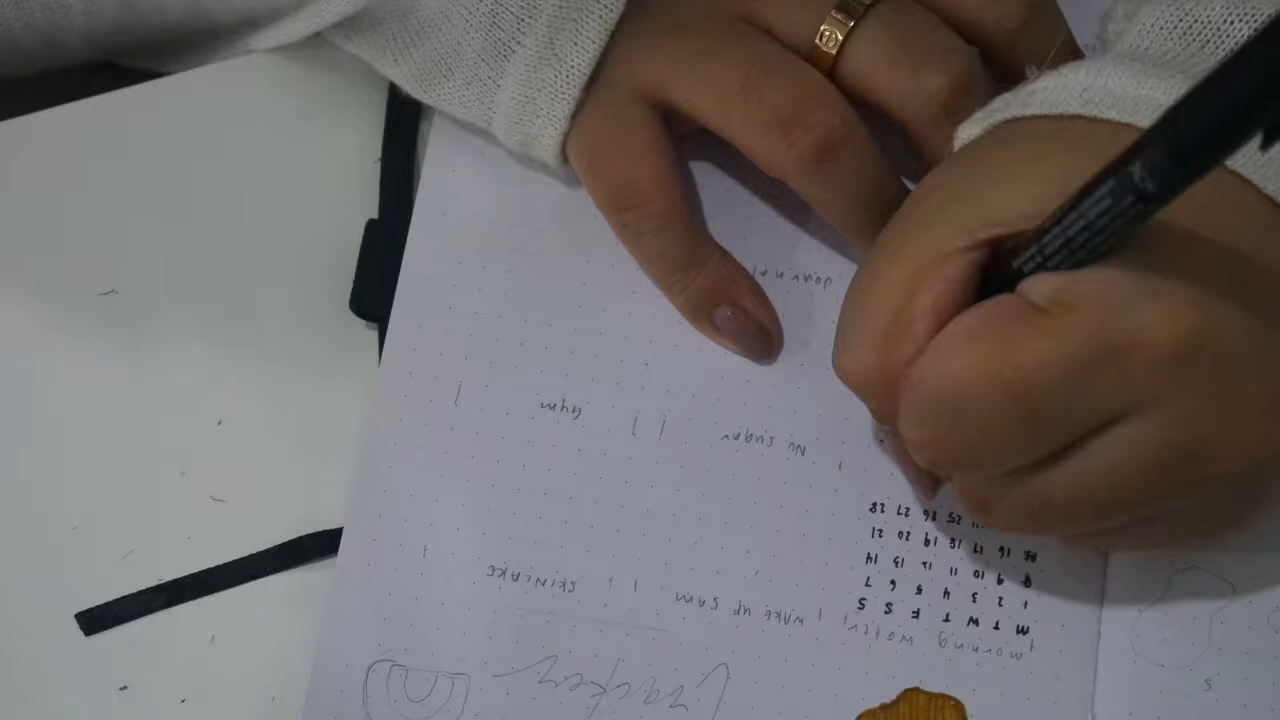 Tracker
morning water WAKE UP 5AM SKINCARE
M T W T F S S
1 2 3 4 5 6 7
8 9 10 11 12 13 14
15 16 17 18 19 20 21
25 26 27 28
No sugar Gym
Journal
S